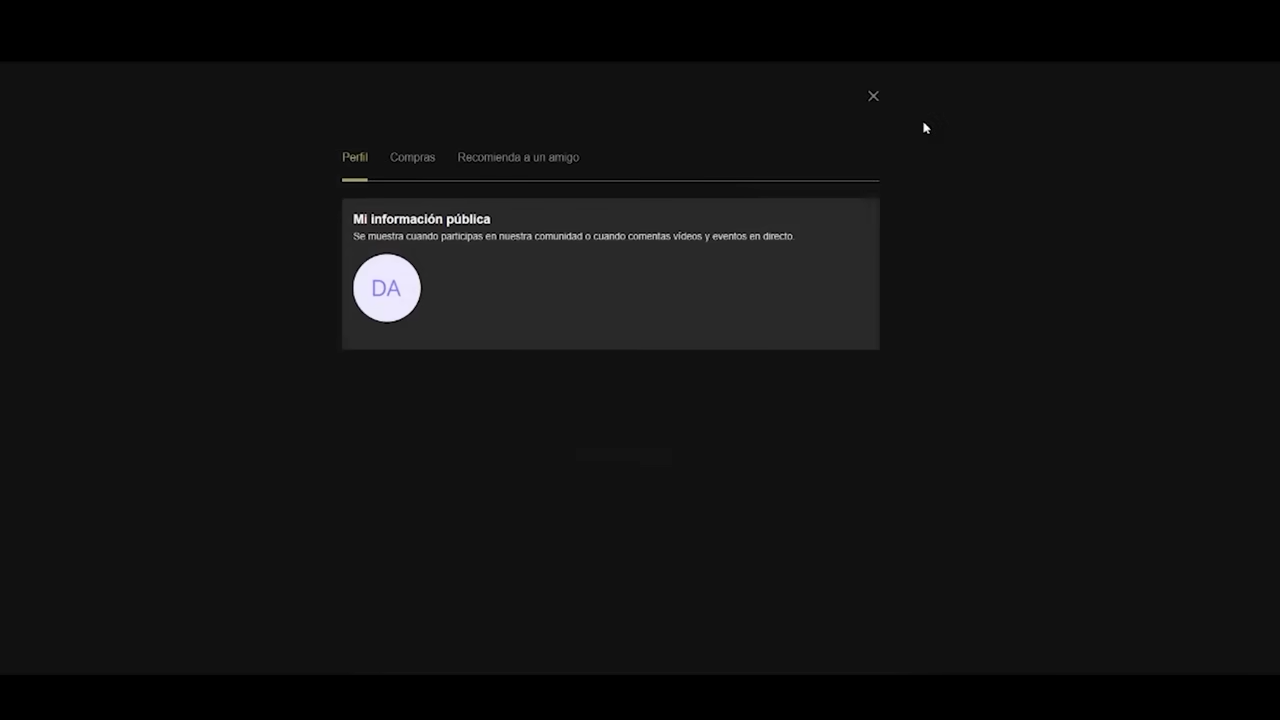 Perfil Compras Recomienda a un amigo
Mi información pública
Se muestra cuando participas en nuestra comunidad o cuando comentas vídeos y eventos en directo.
DA